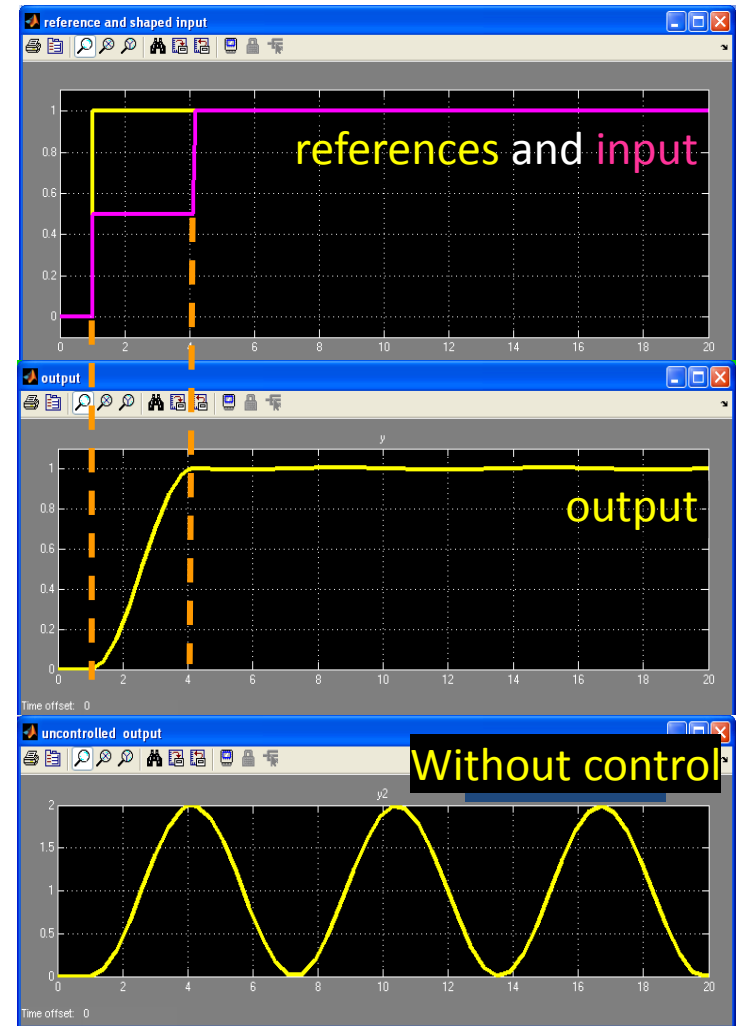 reference and shaped input
1
0.8
0.6
0.4
0.2
0
references and input
0 2 4 6 8 10 12 14 16 18 20
output
y
1
0.8
0.6
0.4
0.2
0
output
0 2 4 6 8 10 12 14 16 18 20
Time offset: 0
uncontrolled output
Without control
y2
2
1.5
1
0.5
0
0 2 4 6 8 10 12 14 16 18 20
Time offset: 0